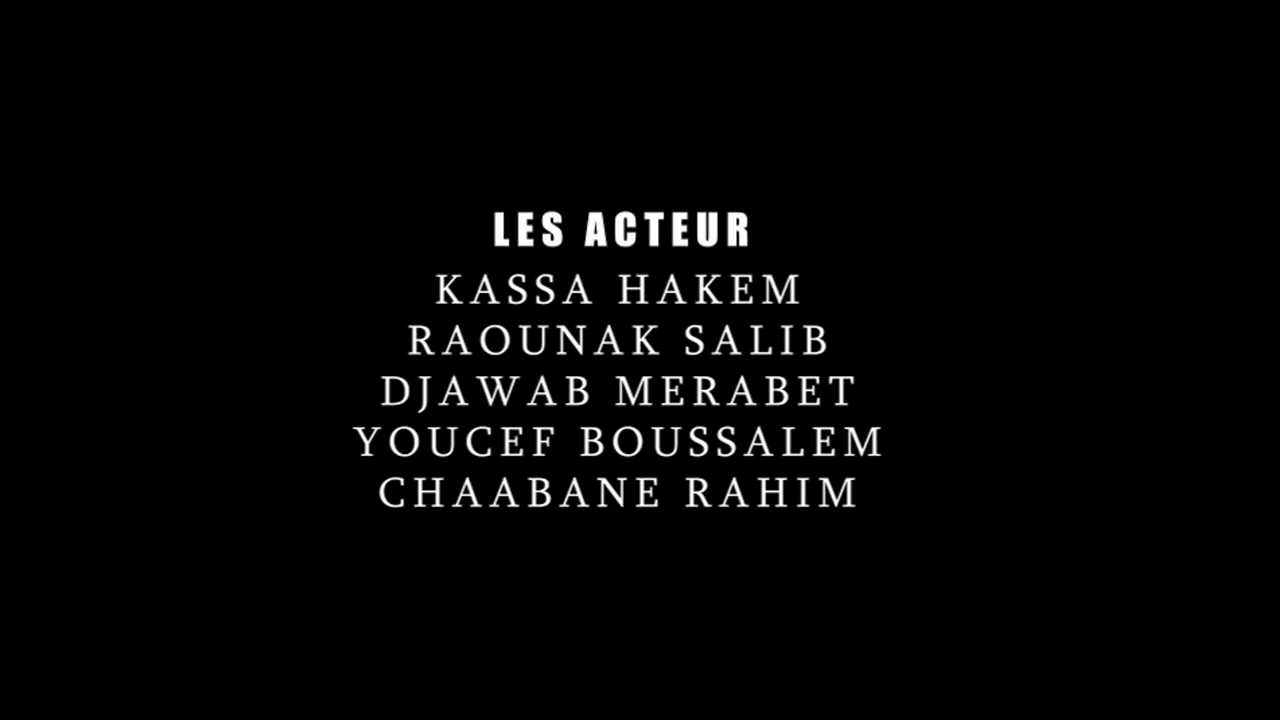 LES ACTEUR
KASSA HAKEM
RAOUNAK SALIB
DJAWAB MERABET
YOUCEF BOUSSALEM
CHAABANE RAHIM